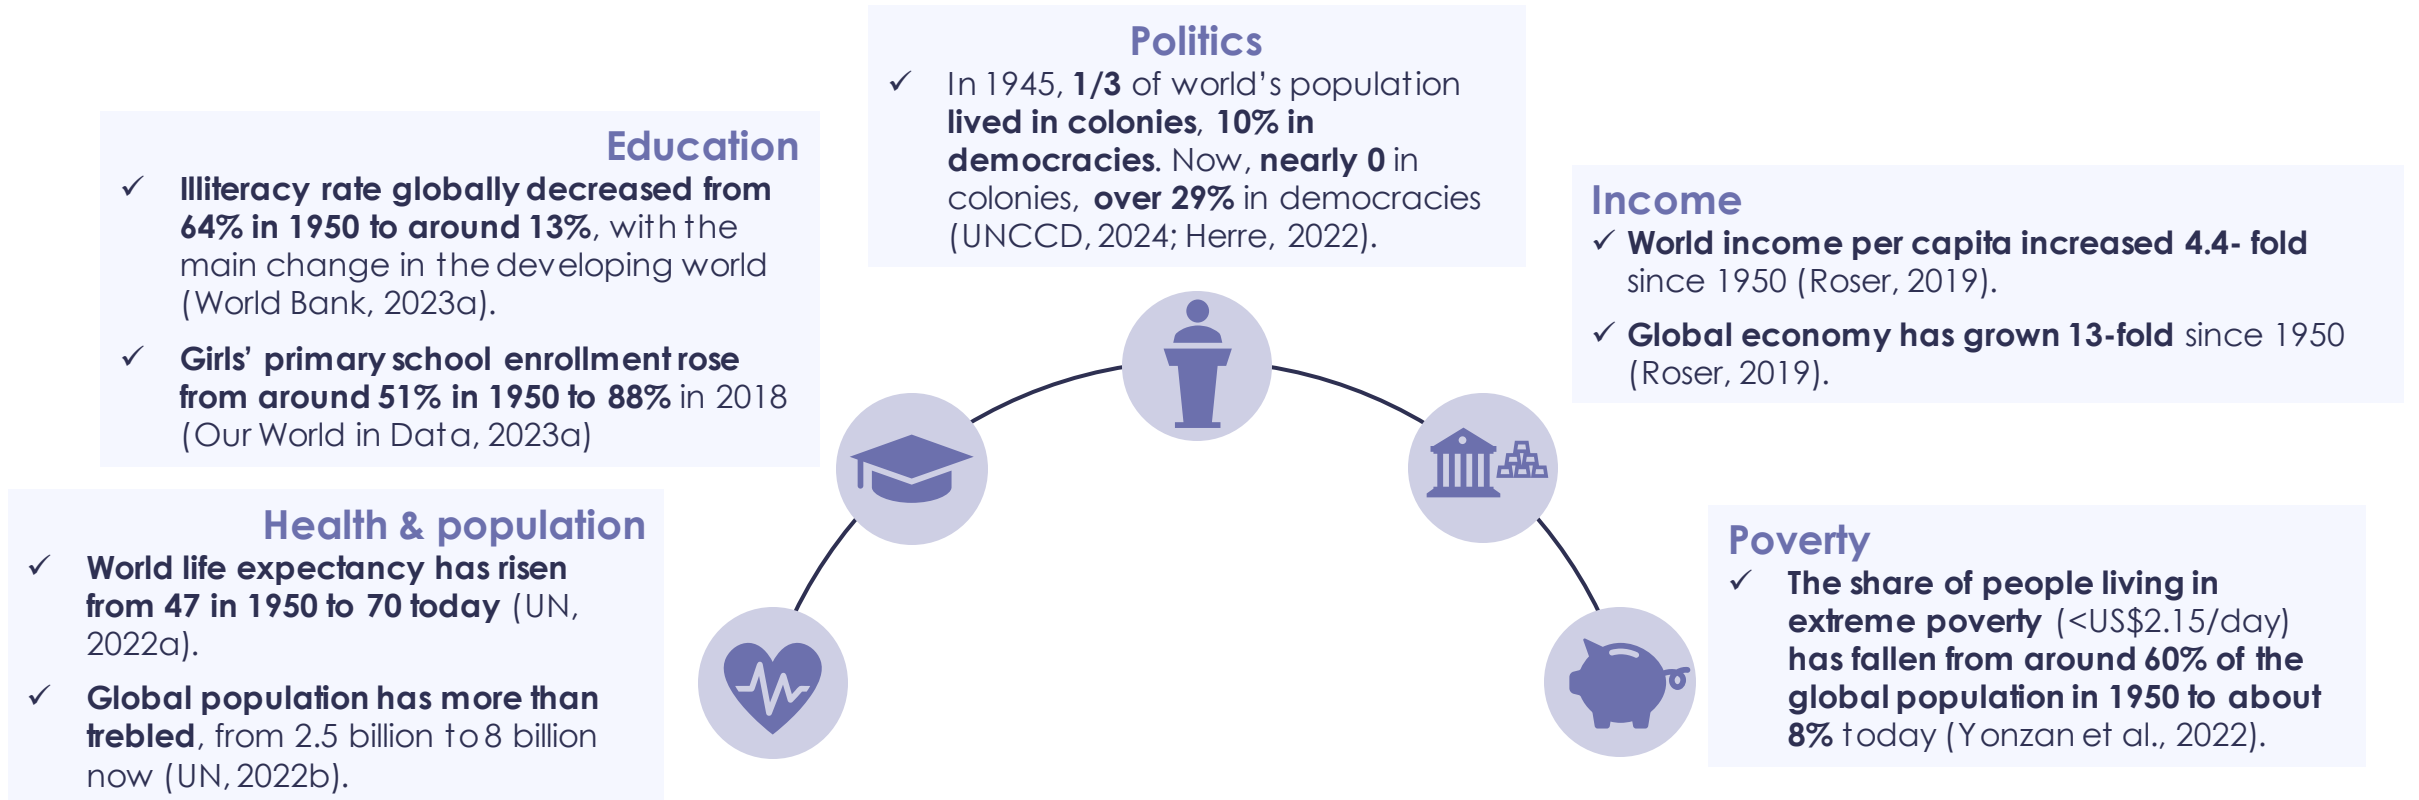 Politics
✓ In 1945, 1/3 of world's population
lived in colonies, 10% in
democracies. Now, nearly 0 in
colonies, over 29% in democracies
(UNCCD, 2024; Herre, 2022).
Education
✓ Illiteracy rate globally decreased from
64% in 1950 to around 13%, with the
main change in the developing world
(World Bank, 2023a).
✓ Girls' primary school enrollment rose
from around 51% in 1950 to 88% in 2018
(Our World in Data, 2023a)
Income
✓ World income per capita increased 4.4- fold
since 1950 (Roser, 2019).
✓ Global economy has grown 13-fold since 1950
(Roser, 2019).
Health & population
✓ World life expectancy has risen
from 47 in 1950 to 70 today (UN,
2022a).
✓ Global population has more than
trebled, from 2.5 billion to 8 billion
now (UN, 2022b).
Poverty
✓ The share of people living in
extreme poverty (<US$2.15/day)
has fallen from around 60% of the
global population in 1950 to about
8% today (Yonzan et al., 2022).